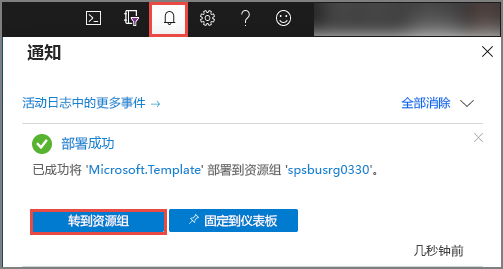 通知
活动日志中的更多事件 →
全部消除
部署成功
已成功将 'Microsoft.Template' 部署到资源组 'spsbusrg0330'。
转到资源组
固定到仪表板
几秒钟前